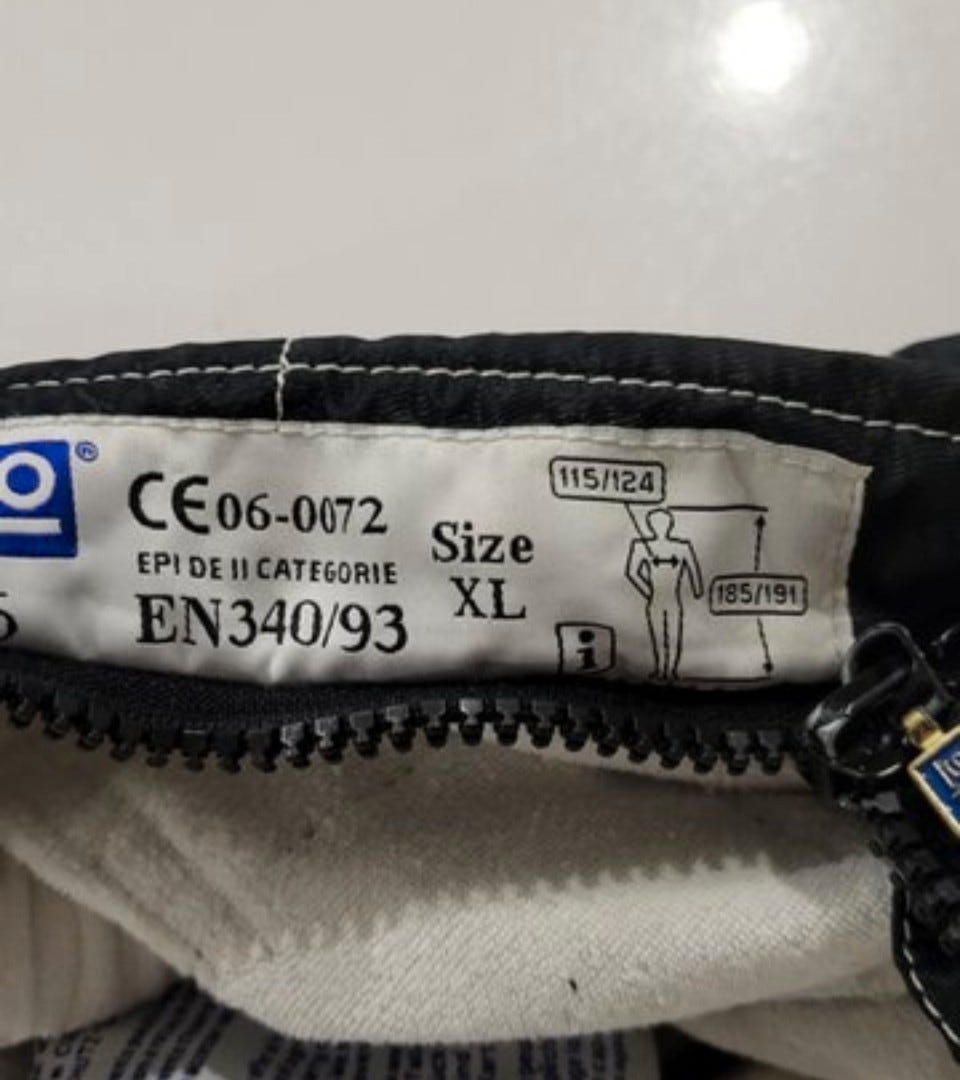 O®
CE06-0072
EPI DE II CATEGORIE
EN340/93
Size
XL
115/124
185/191
i